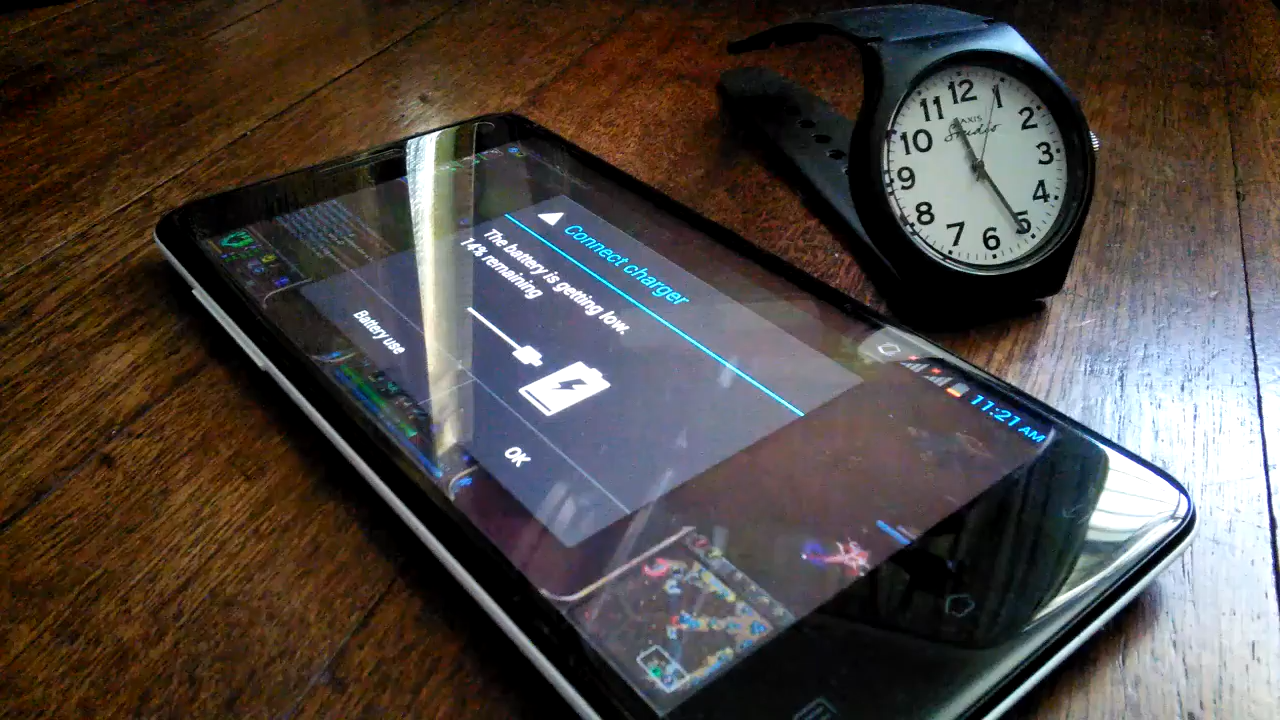 Connect charger
The battery is getting low.
14% remaining
Battery use
OK
11:21 AM
12
1
2
3
4
5
6
7
8
9
10
11
AXIS
Studio